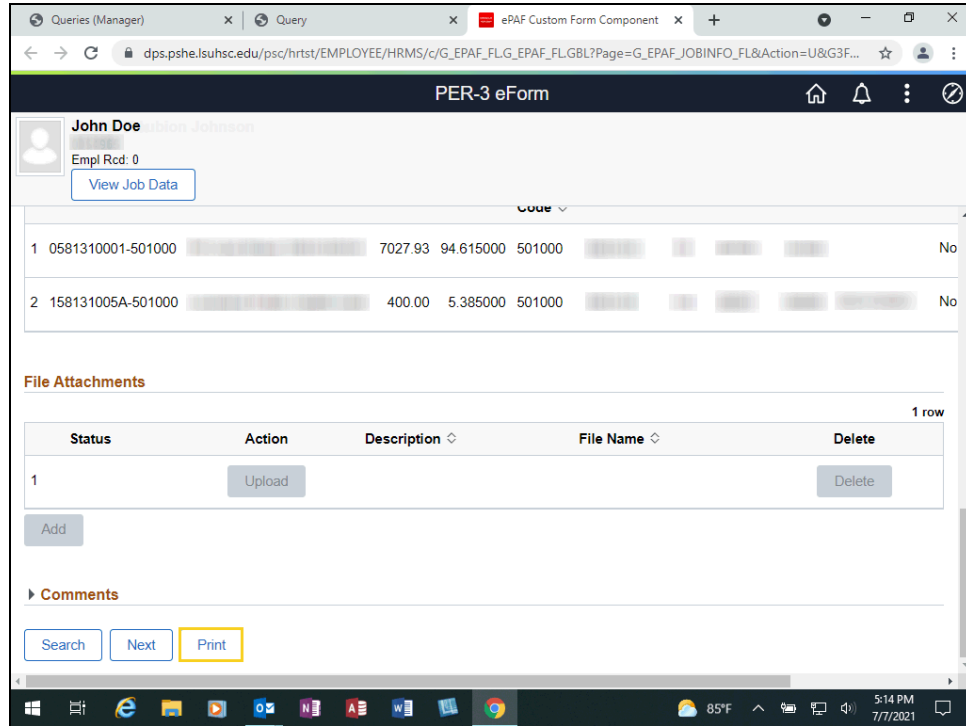 Queries (Manager)
Query
ePAF Custom Form Component
dps.pshe.lsuhsc.edu/psc/hrtst/EMPLOYEE/HRMS/c/G_EPAF_FL.G_EPAF_FL.GBL?Page=G_EPAF_JOBINFO_FL&Action=U&G3F...
PER-3 eForm
John Doe
Johnson
Empl Rcd: 0
View Job Data
Code
1 0581310001-501000 7027.93 94.615000 501000 No
2 158131005A-501000 400.00 5.385000 501000 No
File Attachments
1 row
Status Action Description File Name Delete
1 Upload Delete
Add
Comments
Search Next Print
85°F 5:14 PM
7/7/2021